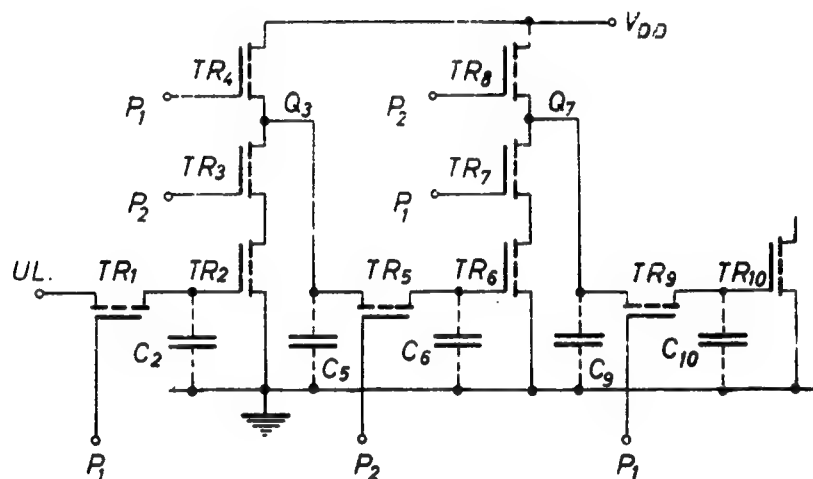 V_DD
TR4
TR8
P1
Q3
P2
Q7
TR3
TR7
P2
P1
UL.
TR1
TR2
TR5
TR6
TR9
TR10
C2
C5
C6
C9
C10
P1
P2
P1